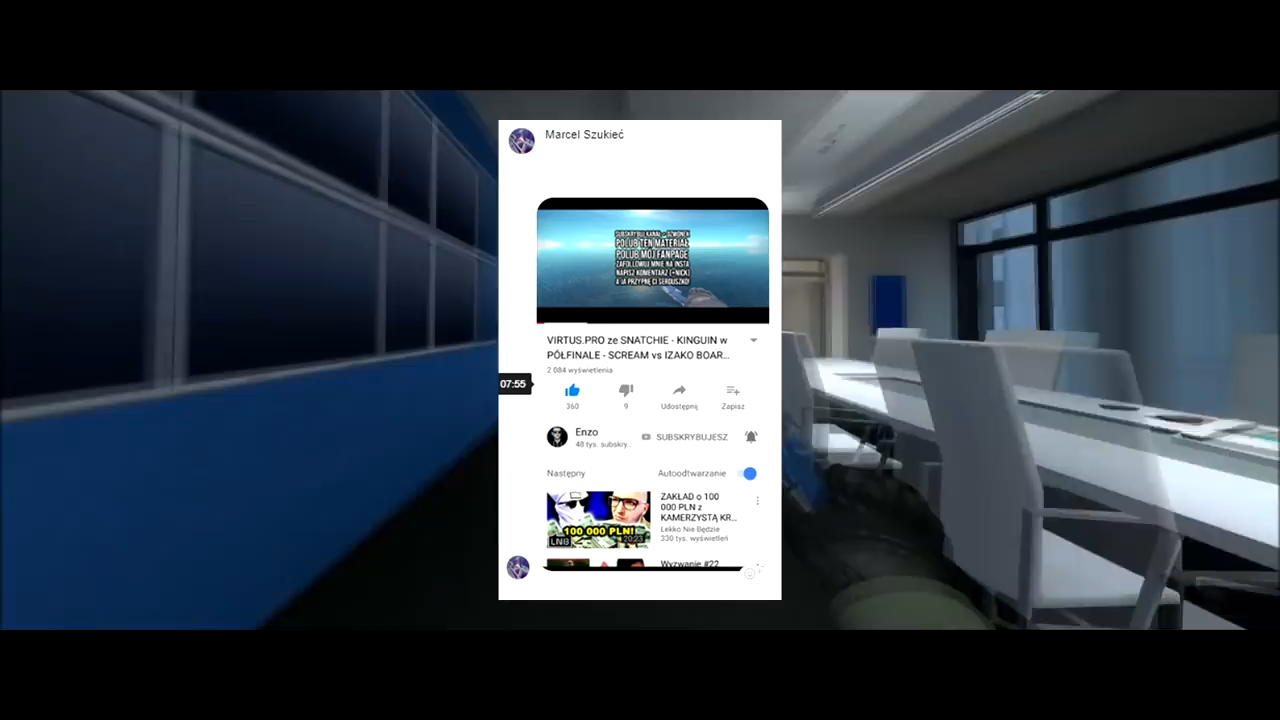 Marcel Szukieć
SUBSKRYBUJ KANAŁ + DZWONEK
POLUB TEN MATERIAŁ
POLUB MÓJ FANPAGE
ZAFOLLOWUJ MNIE NA INSTA
NAPISZ KOMENTARZ (+NICK)
A JA PRZYPNĘ CI SERDUSZKO!
VIRTUS.PRO ze SNATCHIE - KINGUIN w
PÓŁFINALE - SCREAM vs IZAKO BOAR...
2 084 wyświetlenia
07:55
360
9
Udostępnij
Zapisz
Enzo
48 tys. subskry..
SUBSKRYBUJESZ
Następny
Autoodtwarzanie
100 000 PLN!
LNB
20:23
ZAKŁAD o 100
000 PLN z
KAMERZYSTĄ KR...
Lekko Nie Będzie
330 tys. wyświetleń
Wyzwanie #22